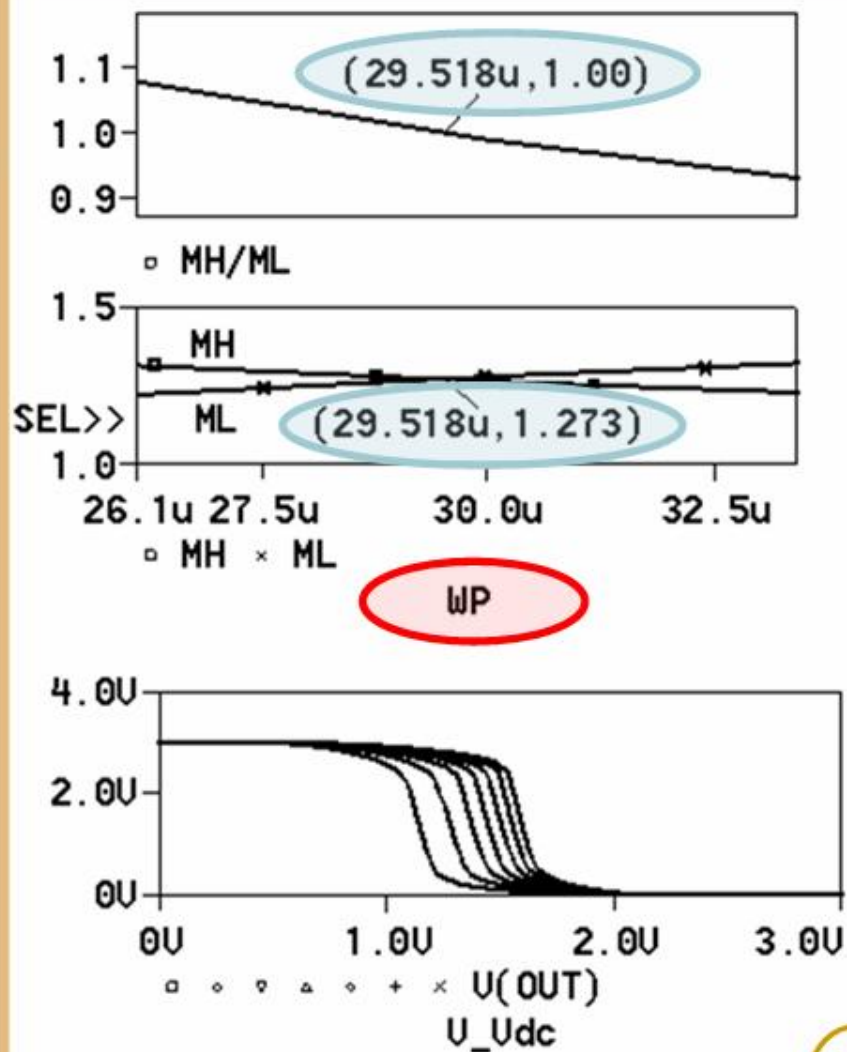 1.1
(29.518u,1.00)
1.0
0.9
MH/ML
1.5
MH
SEL>>
ML
(29.518u,1.273)
1.0
26.1u 27.5u 30.0u 32.5u
MH × ML
WP
4.0V
2.0V
0V
0V 1.0V 2.0V 3.0V
V(OUT)
V_Vdc